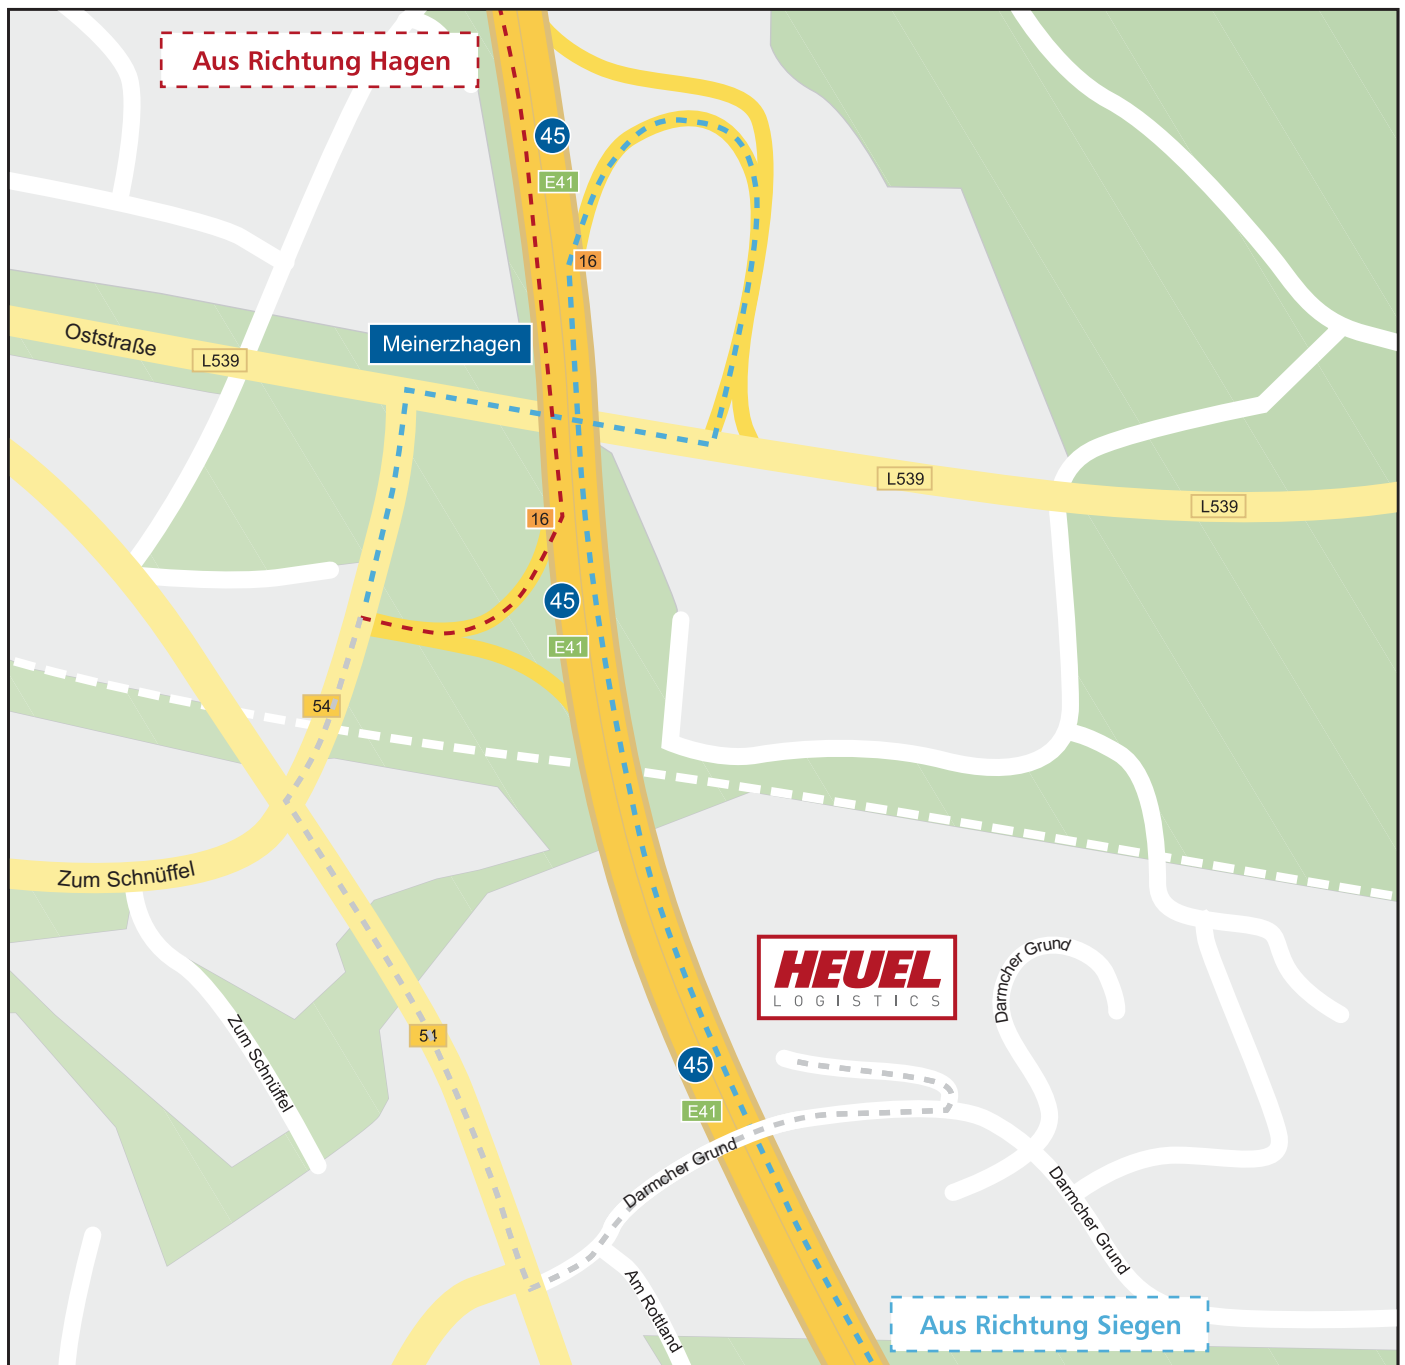 Aus Richtung Hagen
45
E41
16
Oststraße
L539
Meinerzhagen
L539
L539
16
45
E41
54
Zum Schnüffel
HEUEL
LOGISTICS
Darmcher Grund
Zum Schnüffel
54
45
E41
Darmcher Grund
Darmcher Grund
Am Rottland
Aus Richtung Siegen